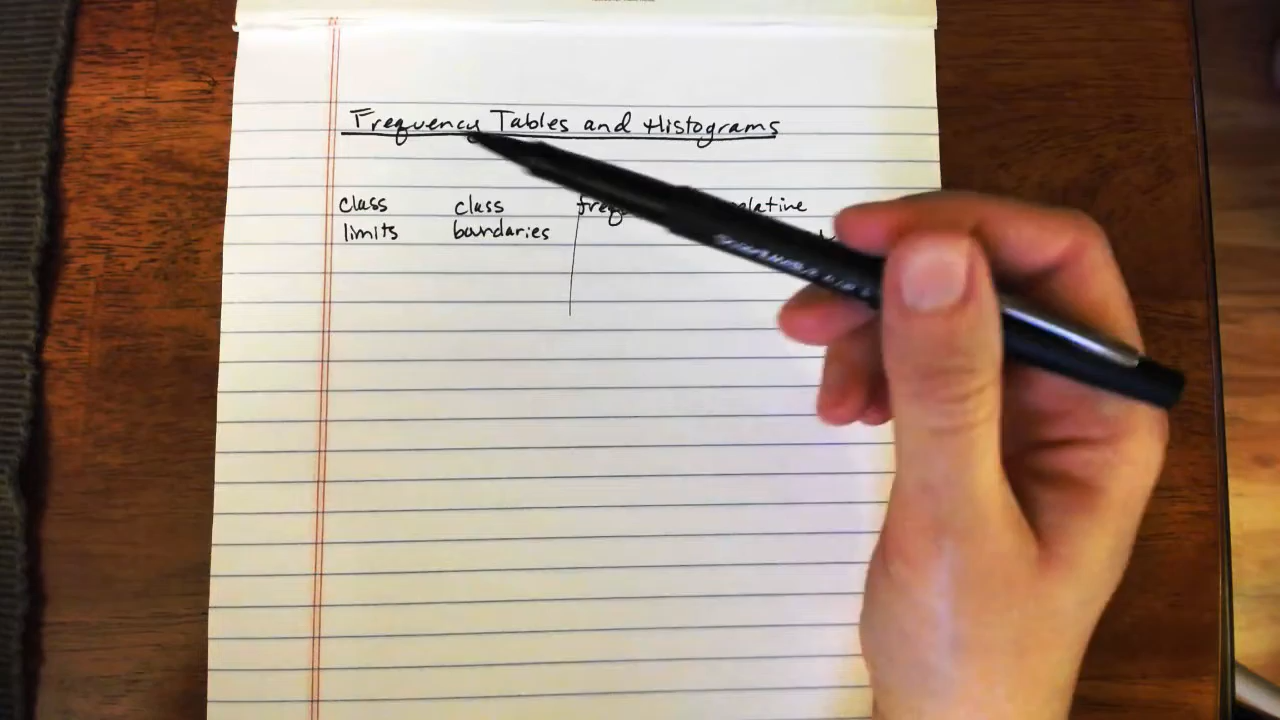 Frequency Tables and Histograms
class class
limits boundaries